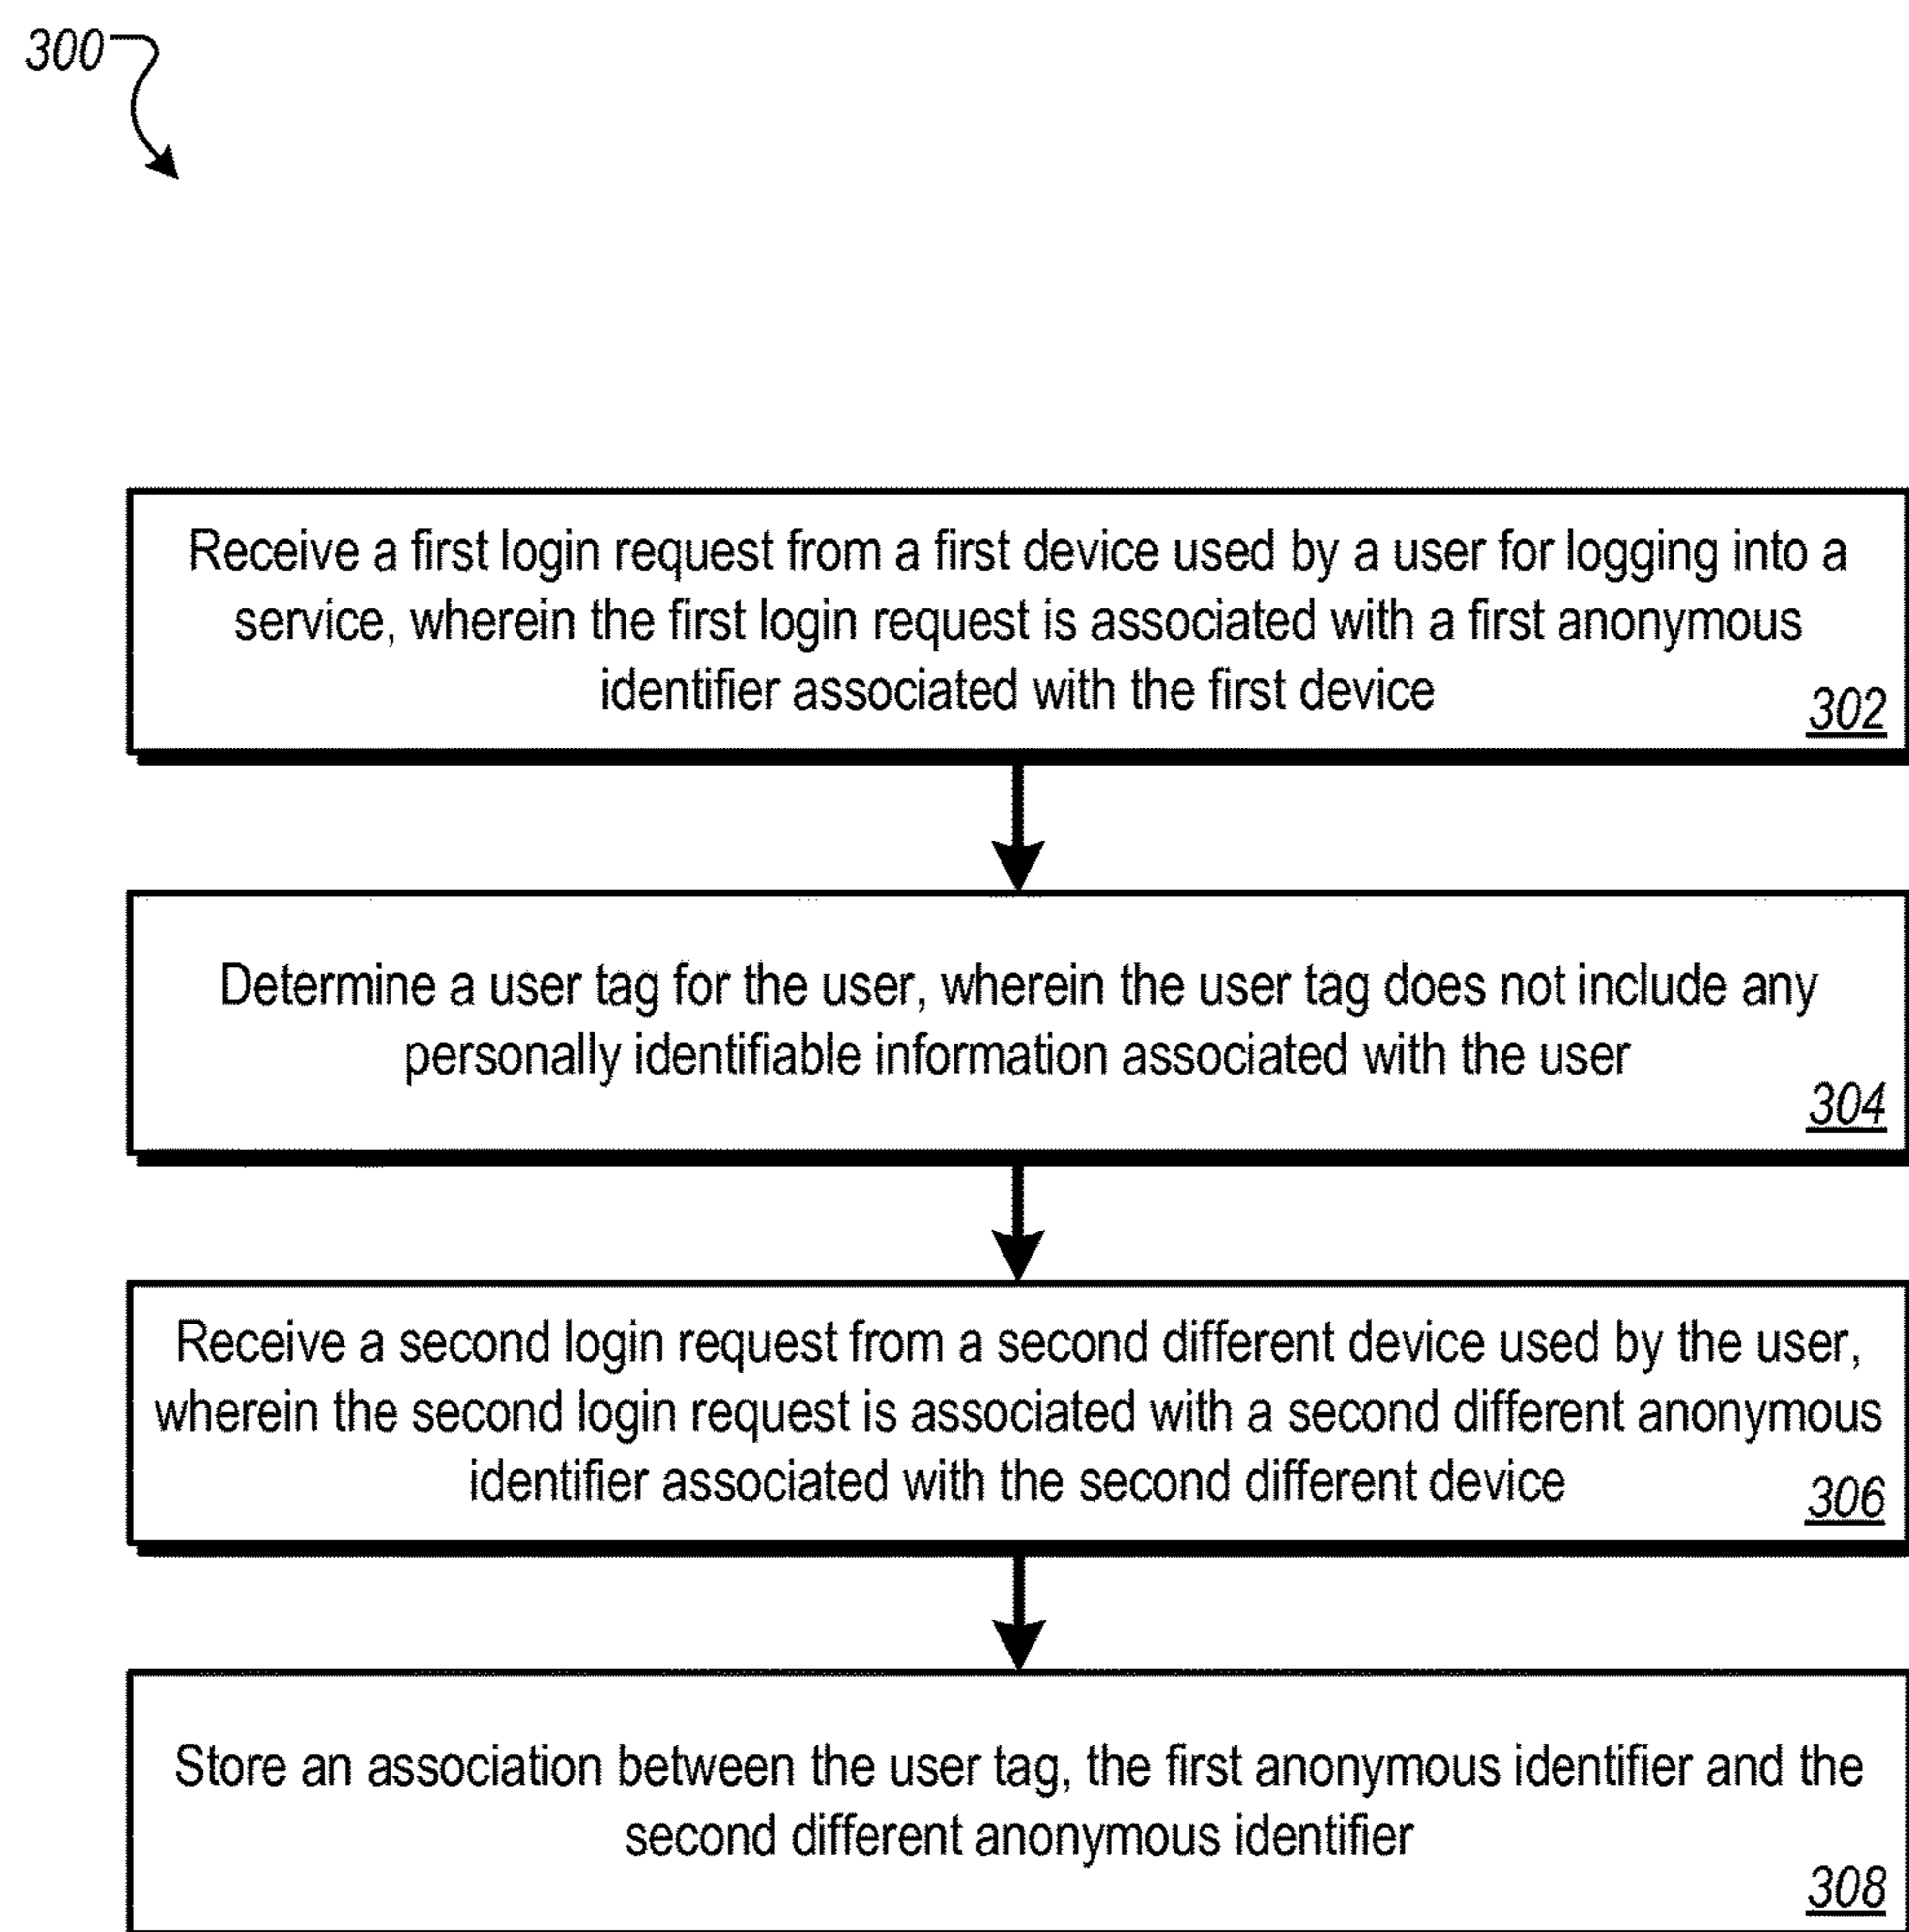 300
Receive a first login request from a first device used by a user for logging into a
service, wherein the first login request is associated with a first anonymous
identifier associated with the first device
302
Determine a user tag for the user, wherein the user tag does not include any
personally identifiable information associated with the user
304
Receive a second login request from a second different device used by the user,
wherein the second login request is associated with a second different anonymous
identifier associated with the second different device
306
Store an association between the user tag, the first anonymous identifier and the
second different anonymous identifier
308